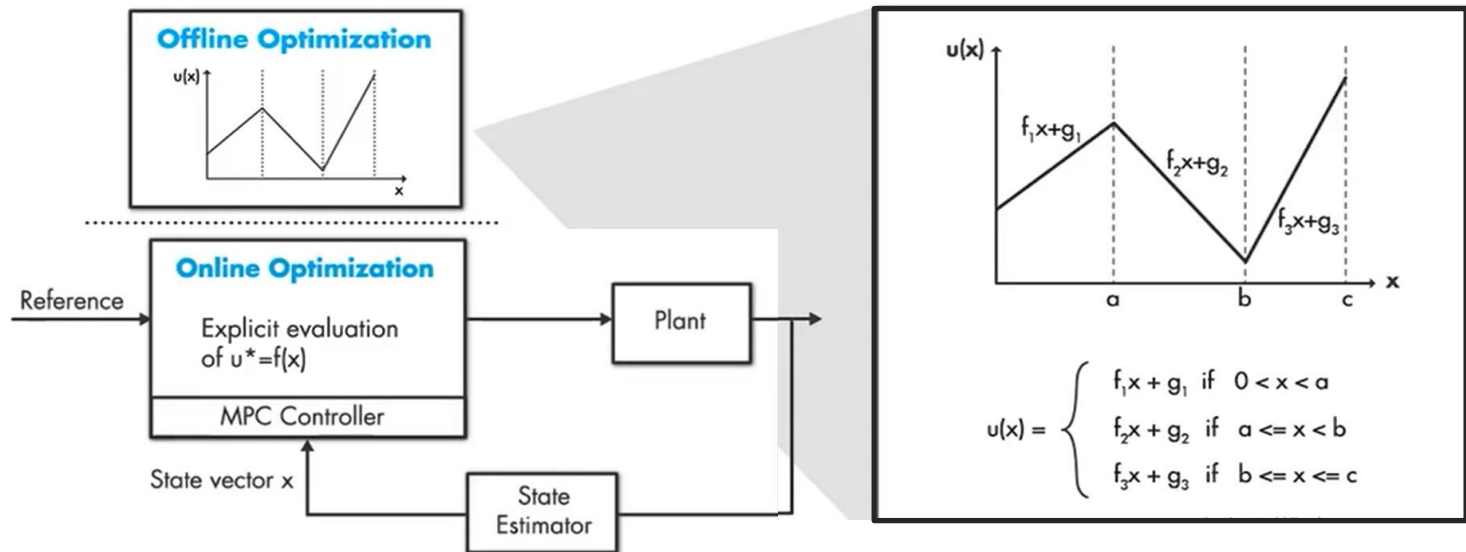 Offline Optimization
u(x)
x
Online Optimization
Reference
Explicit evaluation
of u*=f(x)
MPC Controller
Plant
State vector x
State
Estimator
u(x)
f₁x+g₁
f₂x+g₂
f₃x+g₃
x
a b c
f₁x + g₁ if 0 < x < a
u(x) = f₂x + g₂ if a <= x < b
f₃x + g₃ if b <= x <= c